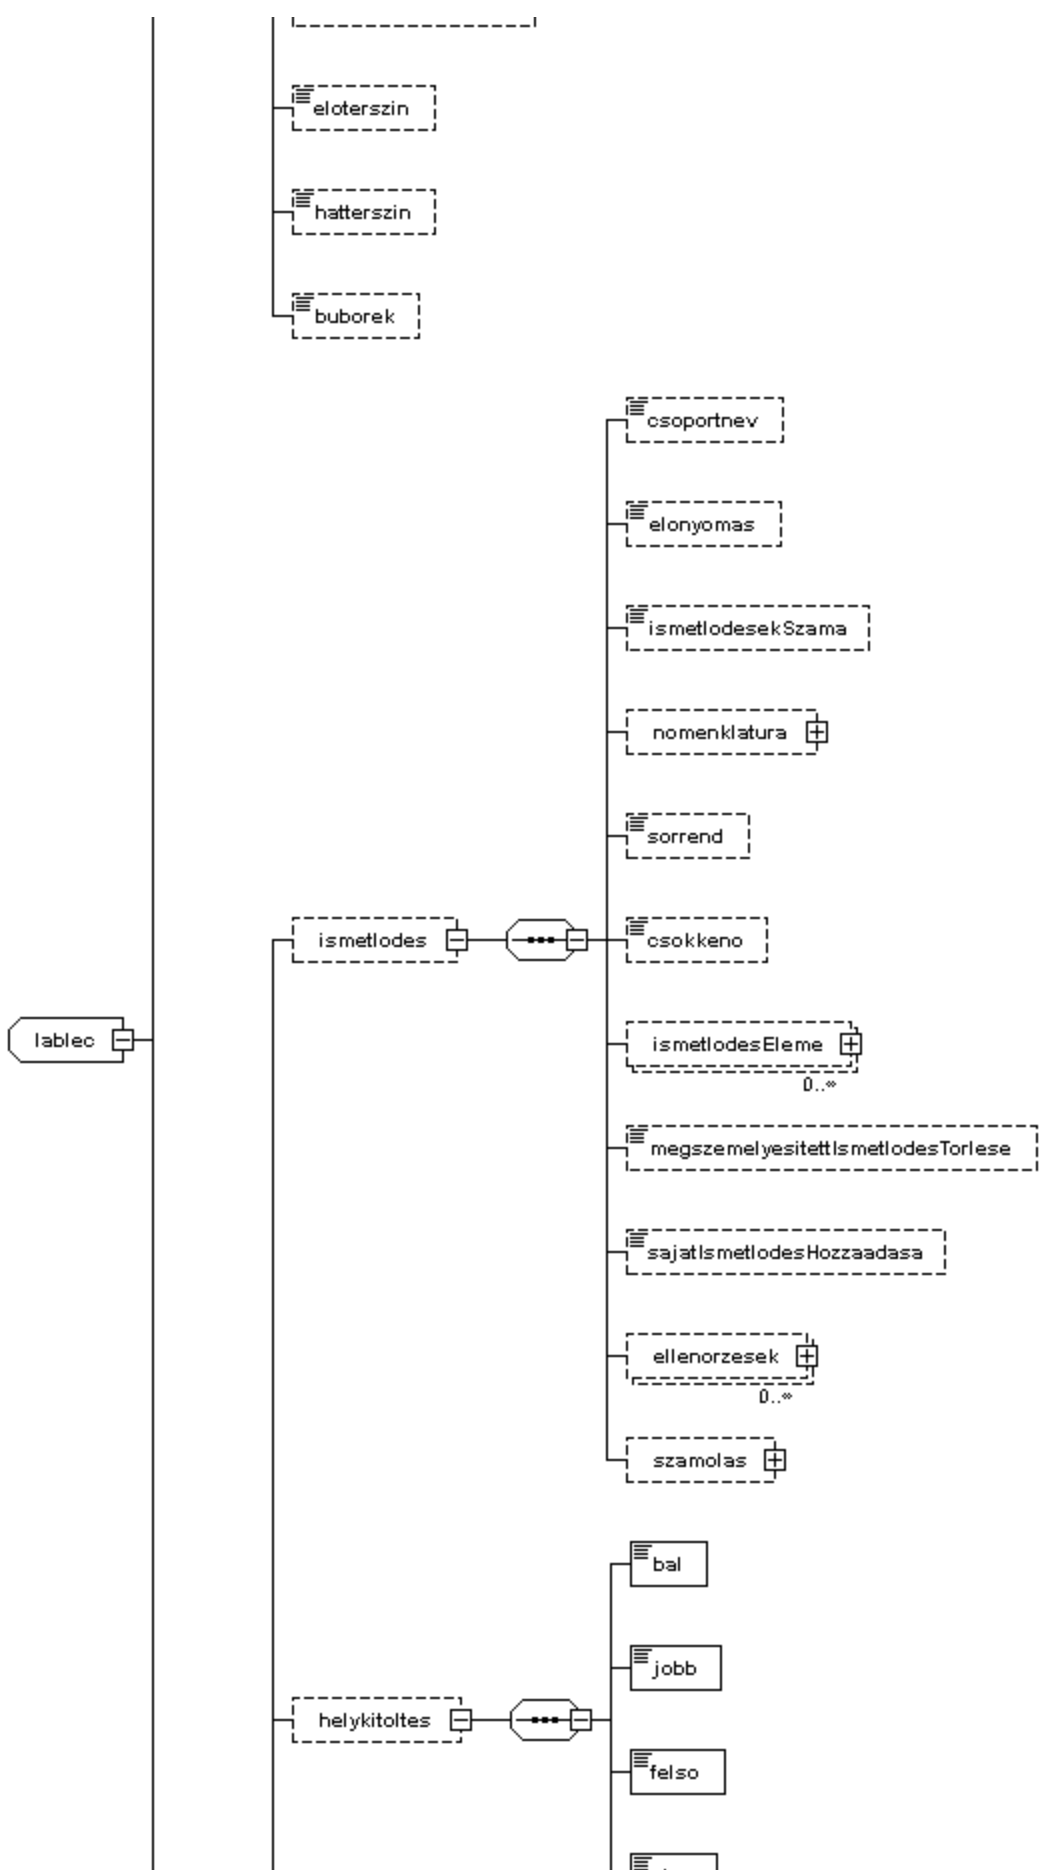 eloterszin
hatterszin
buborek
csoportnev
elonyomas
ismetlodesekSzama
nomenklatura
sorrend
ismetlodes
csokkeno
lablec
ismetlodesEleme
0..∞
megszemelyesitettIsmetlodesTorlese
sajatIsmetlodesHozzaadasa
ellenorzesek
0..∞
szamolas
bal
jobb
helykitoltes
felso